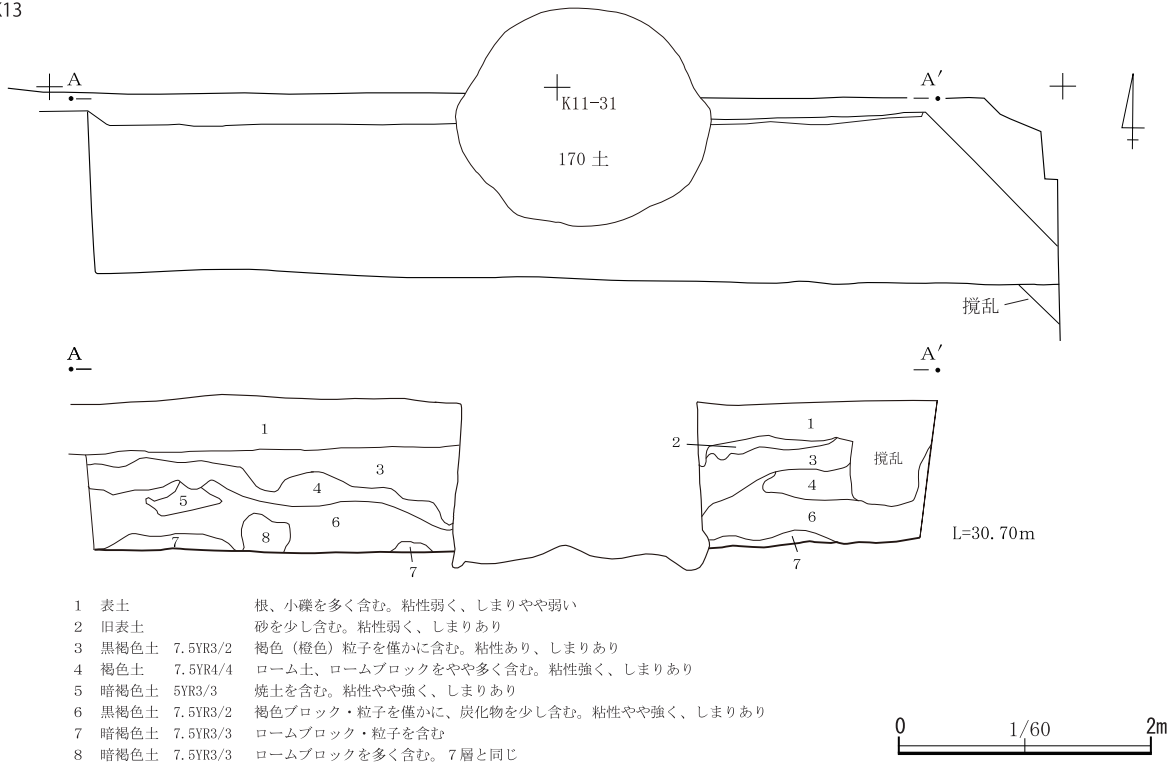 K13
A A′
K11-31
170 土
撹乱
A A′
1
3
4
5
6
7
8
7
1
2
3
4
撹乱
6
7
L=30.70m
1 表土 根、小礫を多く含む。粘性弱く、しまりやや弱い
2 旧表土 砂を少し含む。粘性弱く、しまりあり
3 黒褐色土 7.5YR3/2 褐色（橙色）粒子を僅かに含む。粘性あり、しまりあり
4 褐色土 7.5YR4/4 ローム土、ロームブロックをやや多く含む。粘性強く、しまりあり
5 暗褐色土 5YR3/3 焼土を含む。粘性やや強く、しまりあり
6 黒褐色土 7.5YR3/2 褐色ブロック・粒子を僅かに、炭化物を少し含む。粘性やや強く、しまりあり
7 暗褐色土 7.5YR3/3 ロームブロック・粒子を含む
8 暗褐色土 7.5YR3/3 ロームブロックを多く含む。７層と同じ
0 1/60 2m